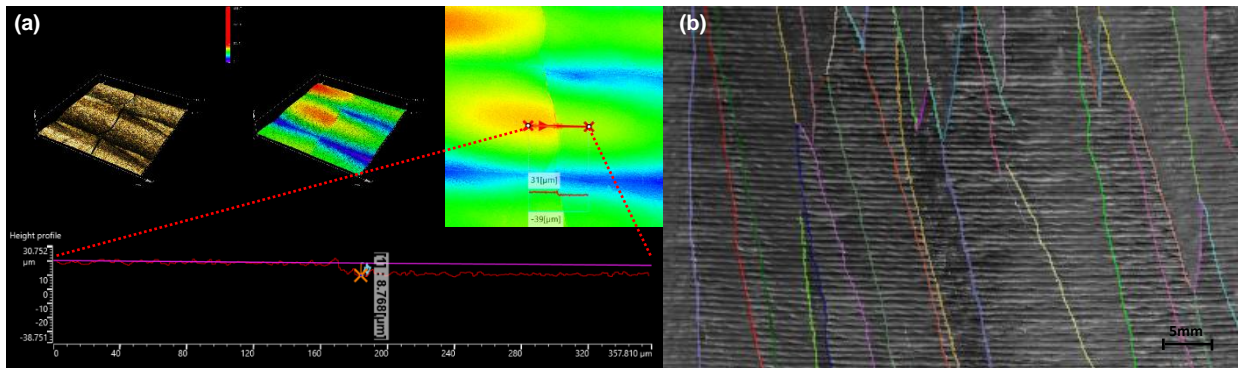 (a)
31[μm]
-39[μm]
Height profile
30.752
μm
10
0
-10
-20
-38.751
0
40
80
120
160
200
240
280
320
357.810 μm
[1] : 8.768[μm]
(b)
5mm